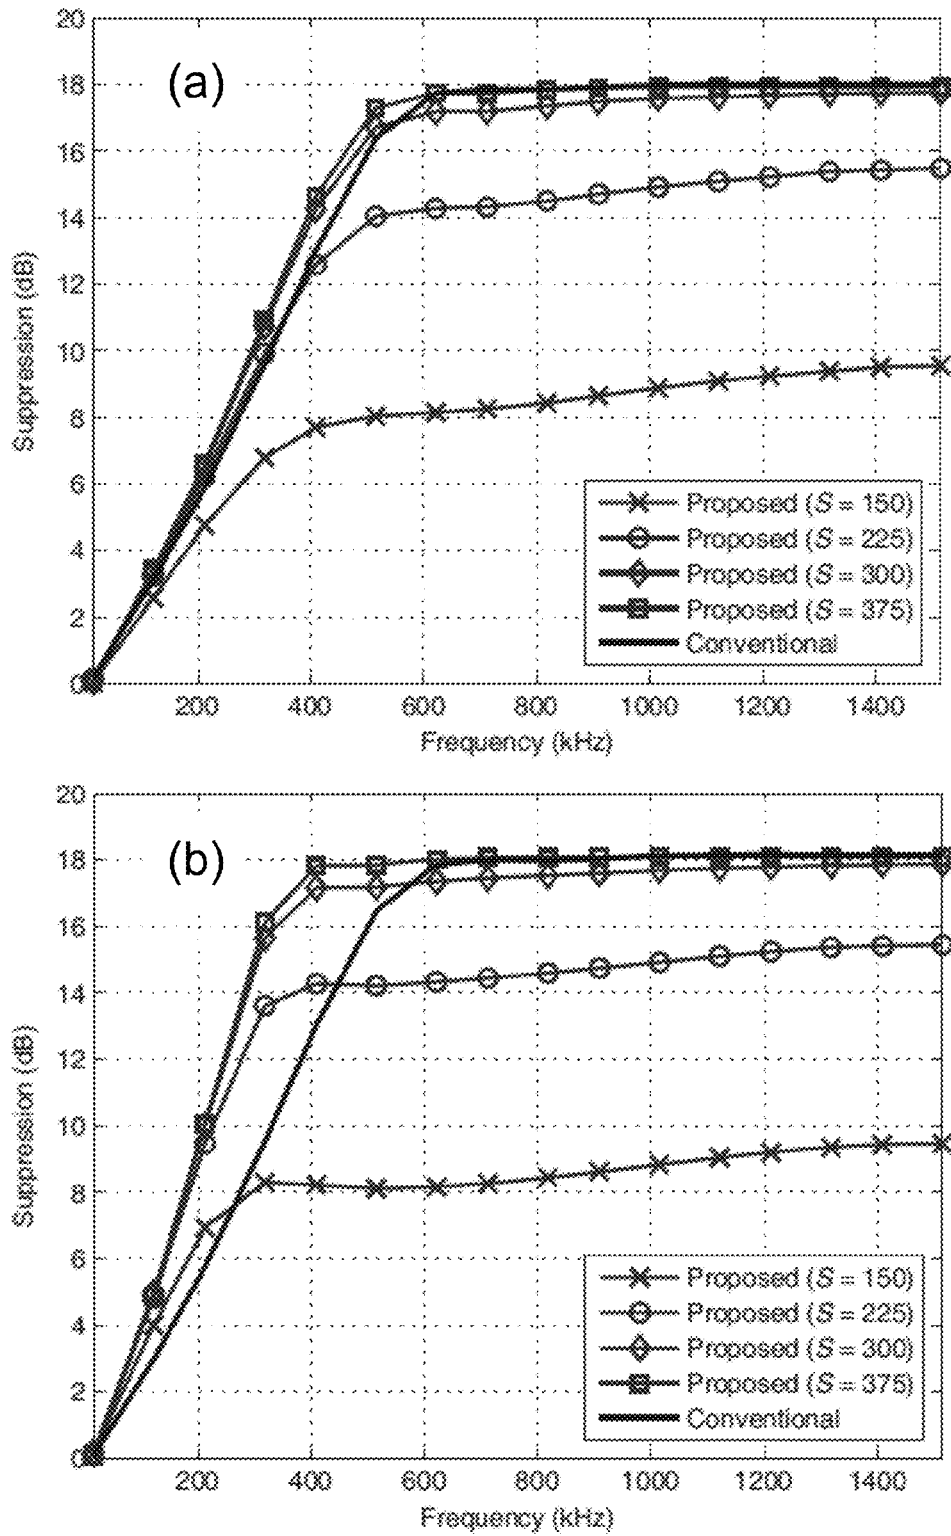 (a)
20
18
16
14
12
10
8
6
4
2
0
Suppression (dB)
Proposed (S = 150)
Proposed (S = 225)
Proposed (S = 300)
Proposed (S = 375)
Conventional
200 400 600 800 1000 1200 1400
Frequency (kHz)
(b)
20
18
16
14
12
10
8
6
4
2
0
Suppression (dB)
Proposed (S = 150)
Proposed (S = 225)
Proposed (S = 300)
Proposed (S = 375)
Conventional
200 400 600 800 1000 1200 1400
Frequency (kHz)